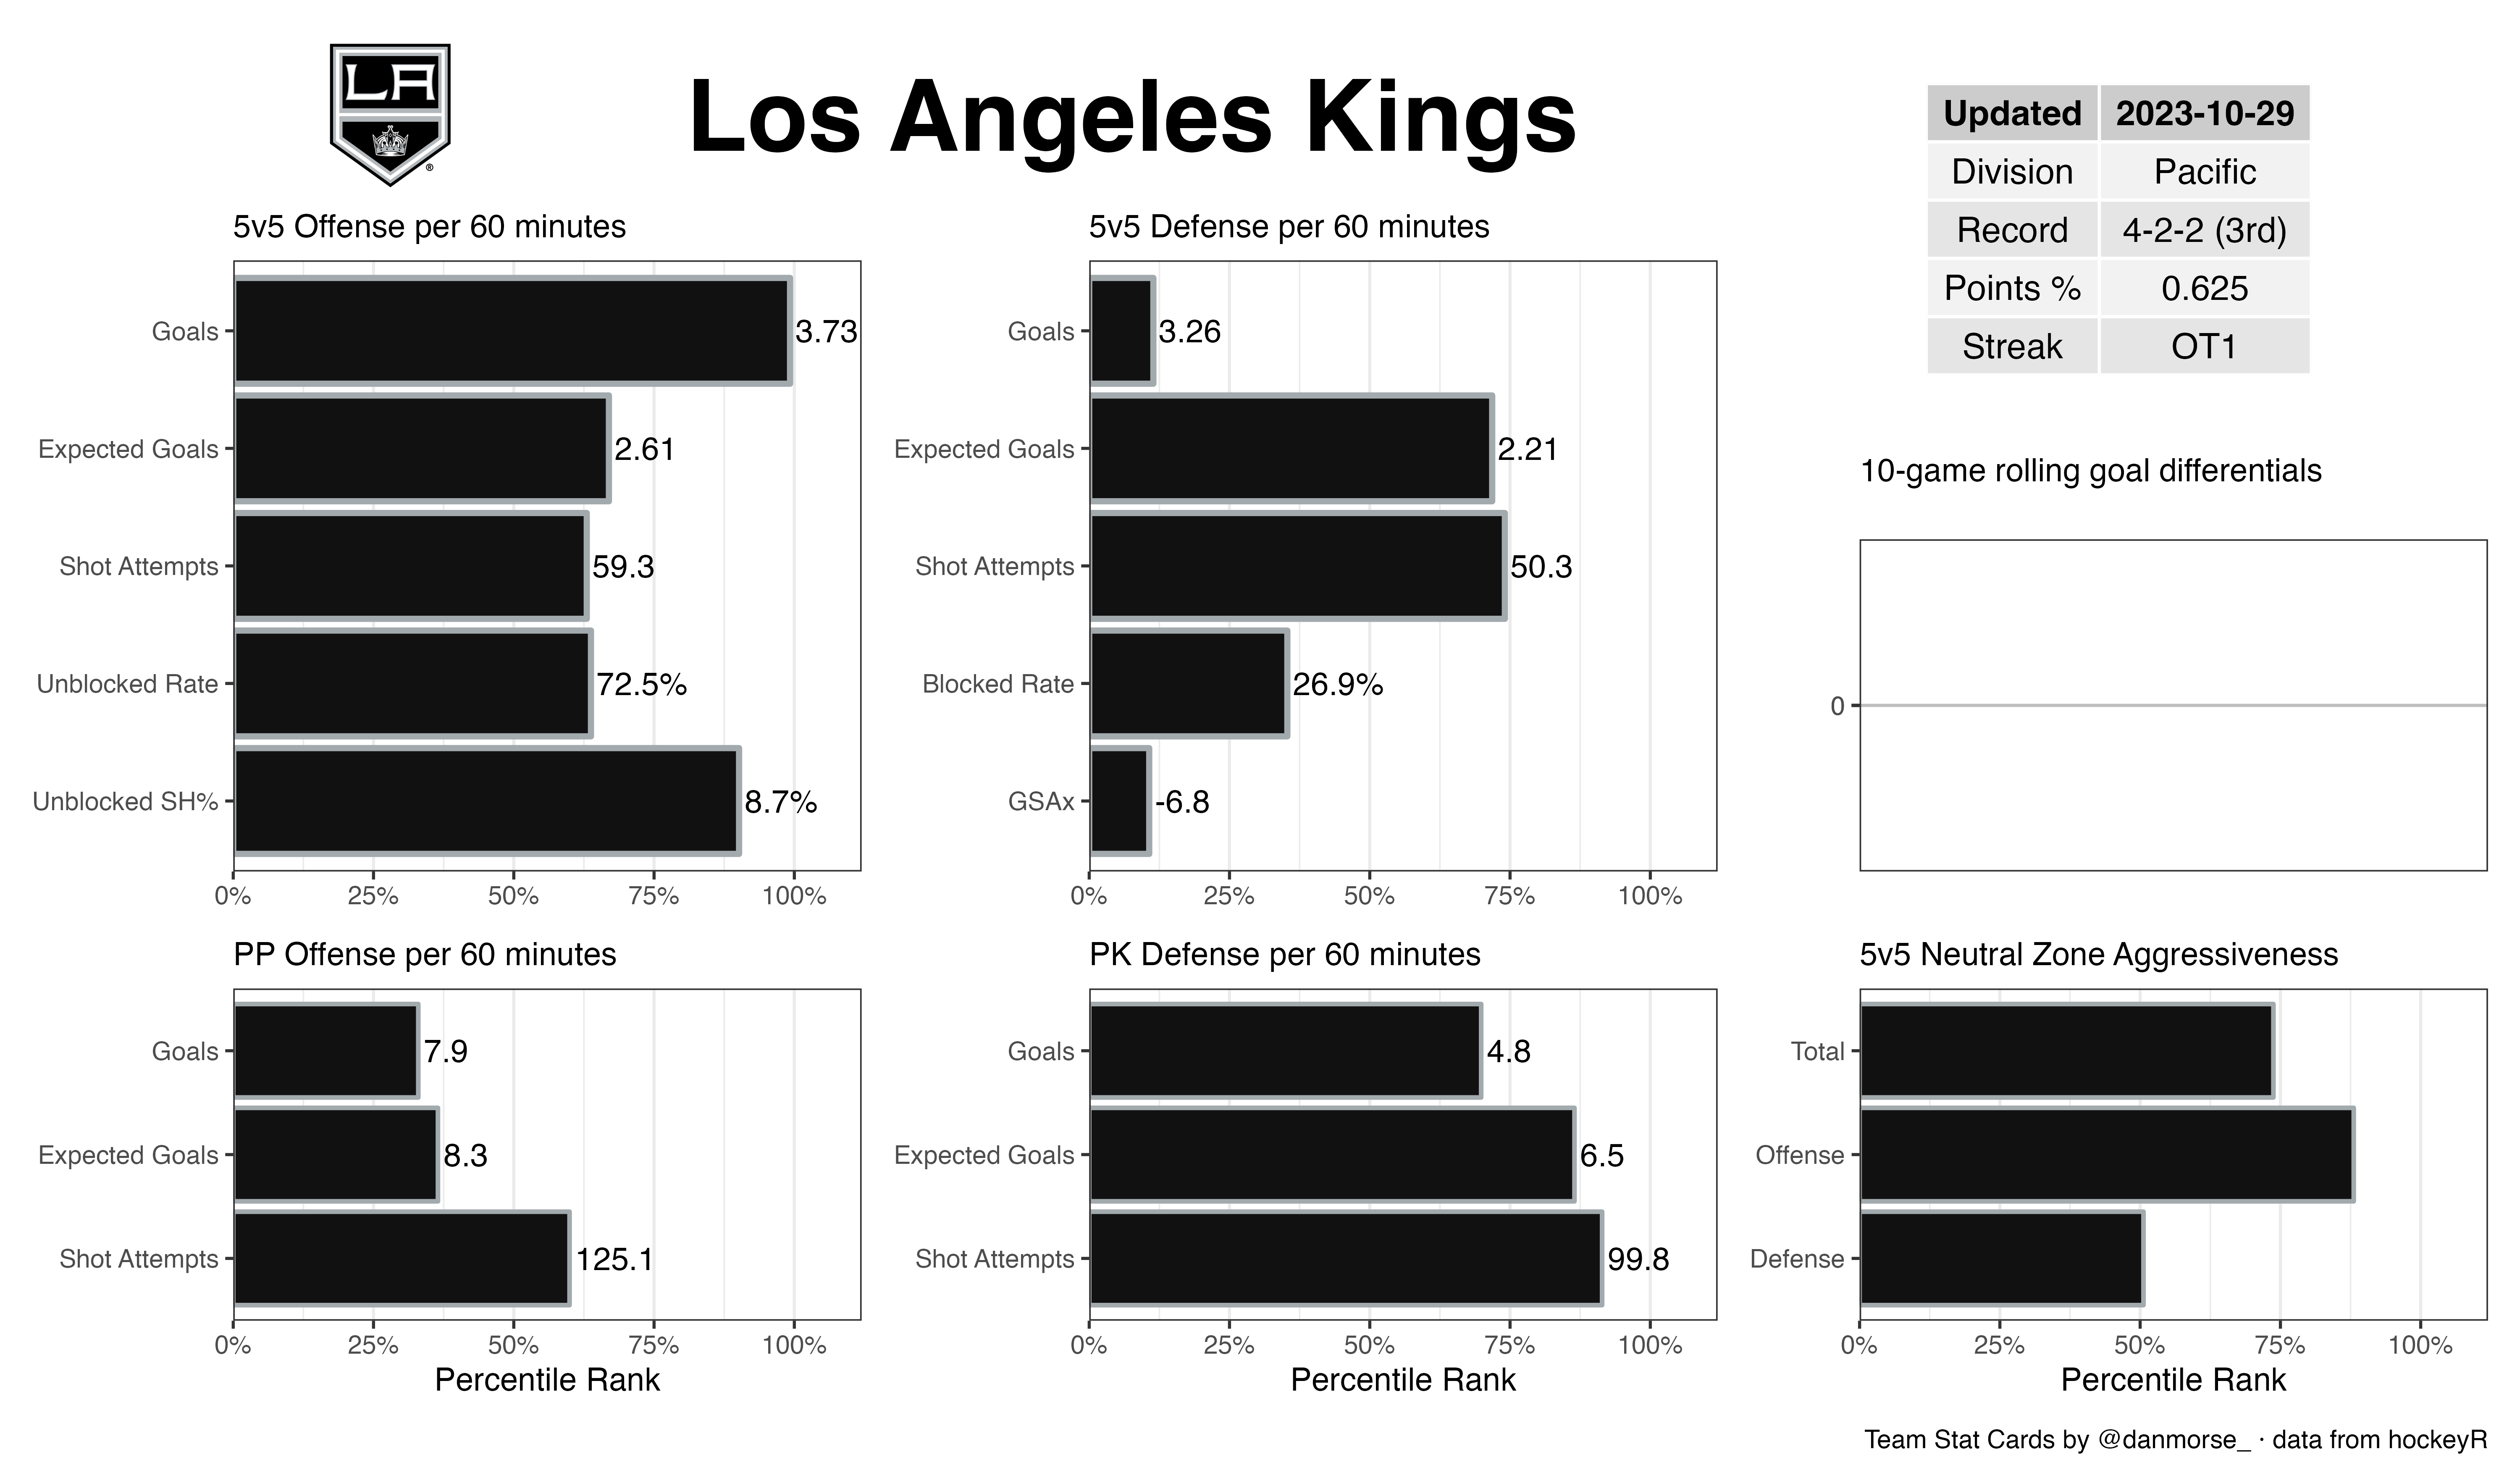 LA
®
Los Angeles Kings
Updated 2023-10-29
Division Pacific
Record 4-2-2 (3rd)
Points % 0.625
Streak OT1
5v5 Offense per 60 minutes
Goals 3.73
Expected Goals 2.61
Shot Attempts 59.3
Unblocked Rate 72.5%
Unblocked SH% 8.7%
0% 25% 50% 75% 100%
5v5 Defense per 60 minutes
Goals 3.26
Expected Goals 2.21
Shot Attempts 50.3
Blocked Rate 26.9%
GSAx -6.8
0% 25% 50% 75% 100%
10-game rolling goal differentials
0
PP Offense per 60 minutes
Goals 7.9
Expected Goals 8.3
Shot Attempts 125.1
0% 25% 50% 75% 100%
Percentile Rank
PK Defense per 60 minutes
Goals 4.8
Expected Goals 6.5
Shot Attempts 99.8
0% 25% 50% 75% 100%
Percentile Rank
5v5 Neutral Zone Aggressiveness
Total
Offense
Defense
0% 25% 50% 75% 100%
Percentile Rank
Team Stat Cards by @danmorse_ · data from hockeyR